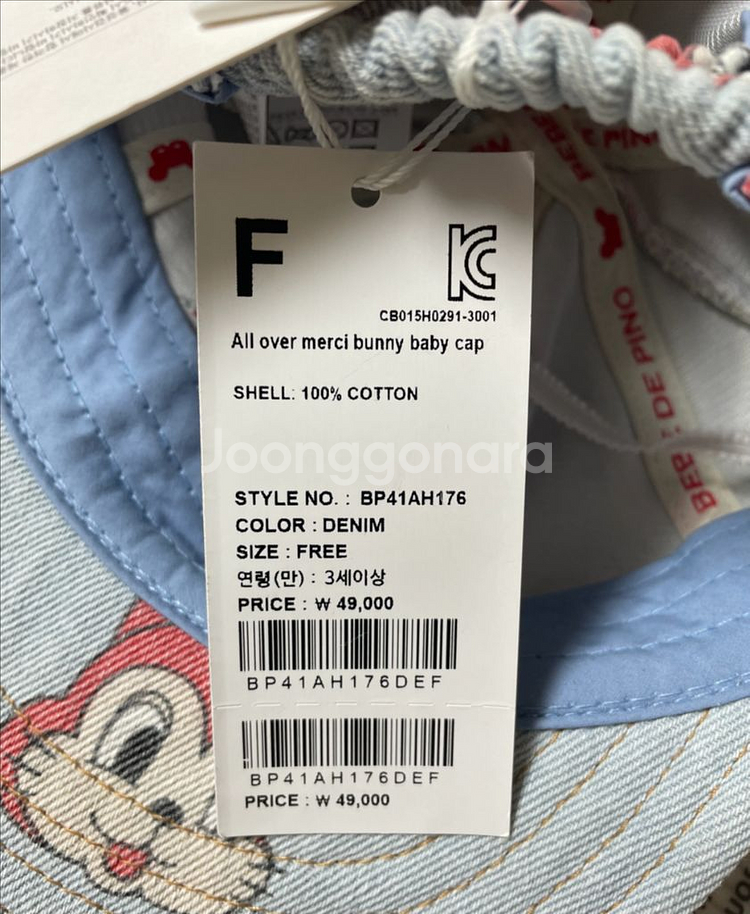 F
KC
CB015H0291-3001
All over merci bunny baby cap
SHELL: 100% COTTON
Joonggonara
STYLE NO. : BP41AH176
COLOR : DENIM
SIZE : FREE
연령(만) : 3세이상
PRICE : ₩ 49,000
BP41AH176DEF
BP41AH176DEF
PRICE : ₩ 49,000
DE PINO